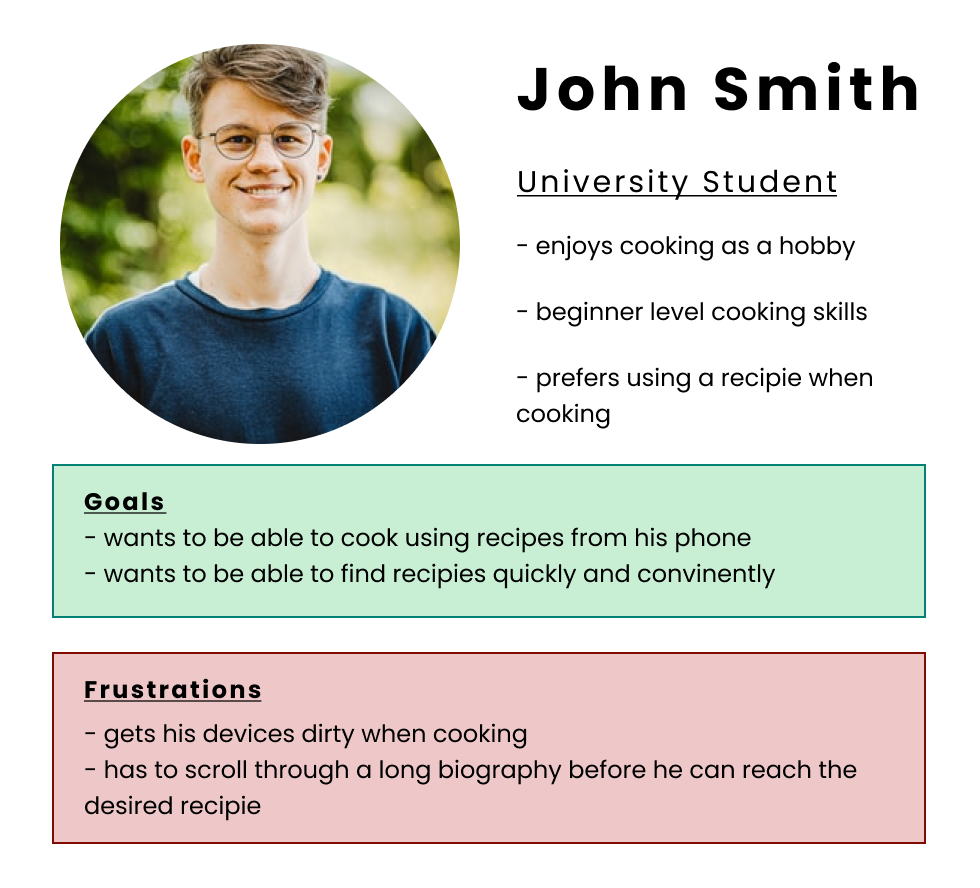 John Smith
University Student
- enjoys cooking as a hobby
- beginner level cooking skills
- prefers using a recipie when
cooking
Goals
- wants to be able to cook using recipes from his phone
- wants to be able to find recipies quickly and convinently
Frustrations
- gets his devices dirty when cooking
- has to scroll through a long biography before he can reach the
desired recipie